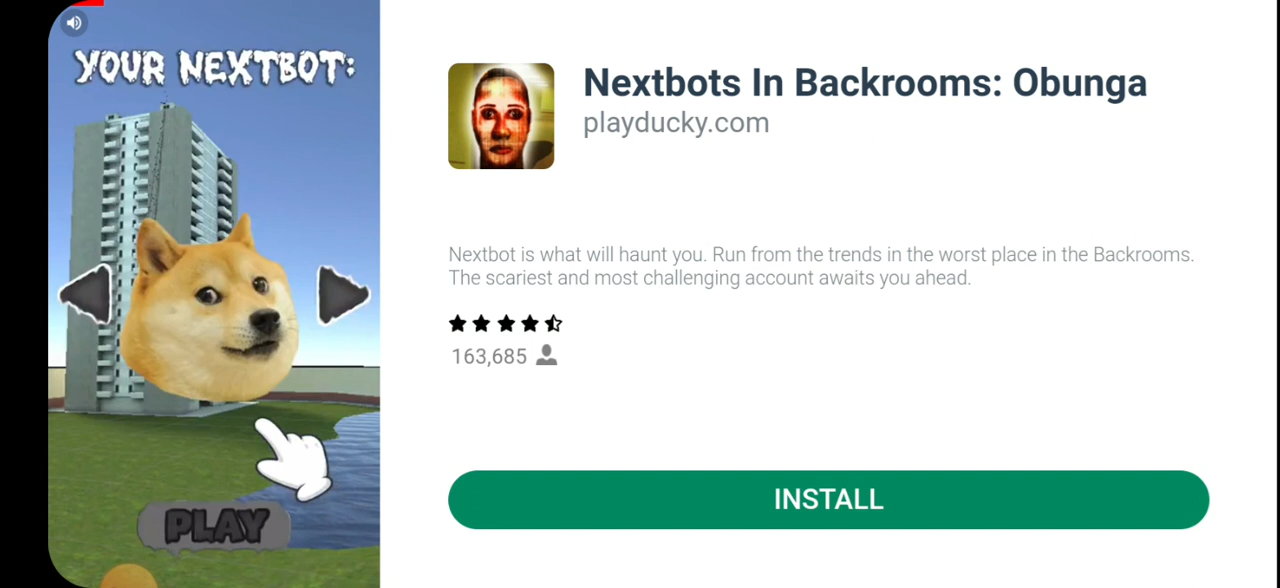 YOUR NEXTBOT:
PLAY
Nextbots In Backrooms: Obunga
playducky.com
Nextbot is what will haunt you. Run from the trends in the worst place in the Backrooms.
The scariest and most challenging account awaits you ahead.
163,685
INSTALL